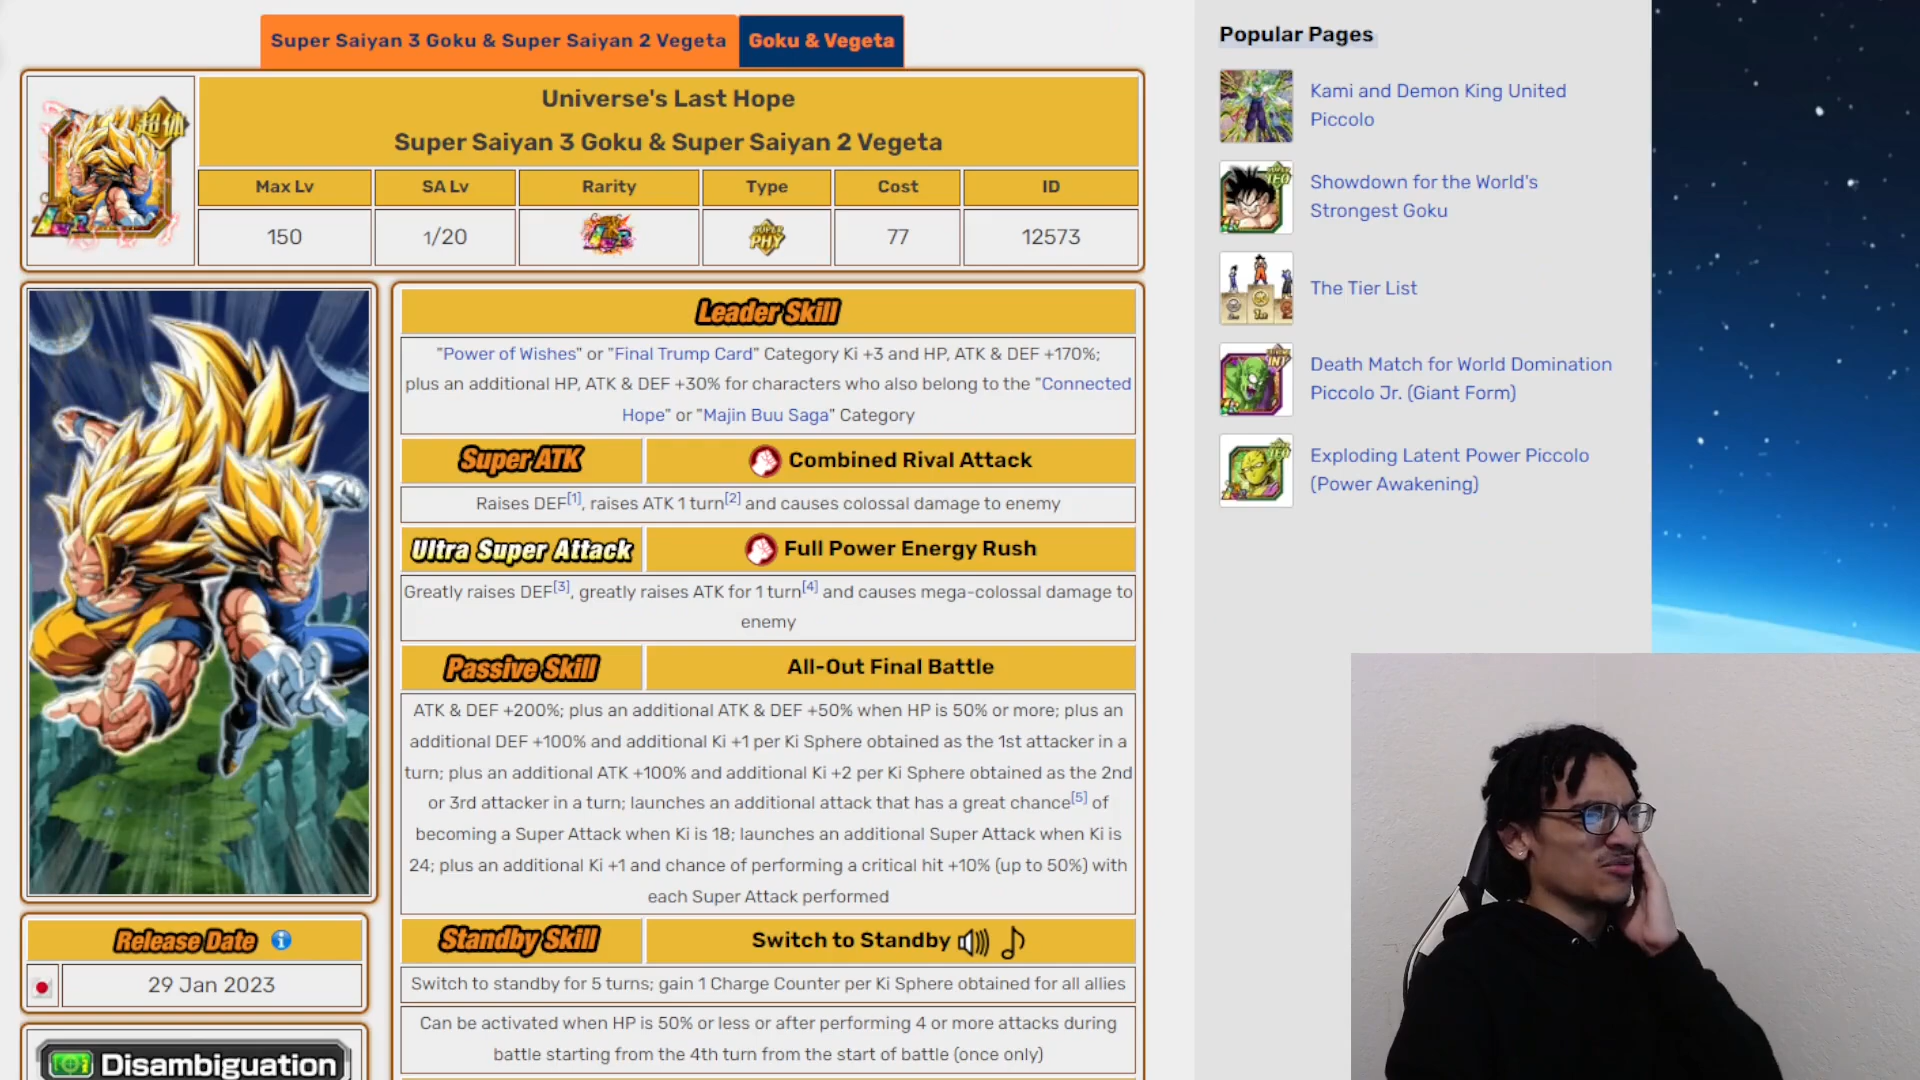 Super Saiyan 3 Goku & Super Saiyan 2 Vegeta
Goku & Vegeta
Universe's Last Hope
Super Saiyan 3 Goku & Super Saiyan 2 Vegeta
Max Lv
SA Lv
Rarity
Type
Cost
ID
150
1/20
LR
SUPER PHY
77
12573
Leader Skill
"Power of Wishes" or "Final Trump Card" Category Ki +3 and HP, ATK & DEF +170%;
plus an additional HP, ATK & DEF +30% for characters who also belong to the "Connected
Hope" or "Majin Buu Saga" Category
Super ATK
Combined Rival Attack
Raises DEF[1], raises ATK 1 turn[2] and causes colossal damage to enemy
Ultra Super Attack
Full Power Energy Rush
Greatly raises DEF[3], greatly raises ATK for 1 turn[4] and causes mega-colossal damage to
enemy
Passive Skill
All-Out Final Battle
ATK & DEF +200%; plus an additional ATK & DEF +50% when HP is 50% or more; plus an
additional DEF +100% and additional Ki +1 per Ki Sphere obtained as the 1st attacker in a
turn; plus an additional ATK +100% and additional Ki +2 per Ki Sphere obtained as the 2nd
or 3rd attacker in a turn; launches an additional attack that has a great chance[5] of
becoming a Super Attack when Ki is 18; launches an additional Super Attack when Ki is
24; plus an additional Ki +1 and chance of performing a critical hit +10% (up to 50%) with
each Super Attack performed
Standby Skill
Switch to Standby
Switch to standby for 5 turns; gain 1 Charge Counter per Ki Sphere obtained for all allies
Can be activated when HP is 50% or less or after performing 4 or more attacks during
battle starting from the 4th turn from the start of battle (once only)
超体
Release Date
29 Jan 2023
Disambiguation
Popular Pages
Kami and Demon King United
Piccolo
Showdown for the World's
Strongest Goku
The Tier List
Death Match for World Domination
Piccolo Jr. (Giant Form)
Exploding Latent Power Piccolo
(Power Awakening)